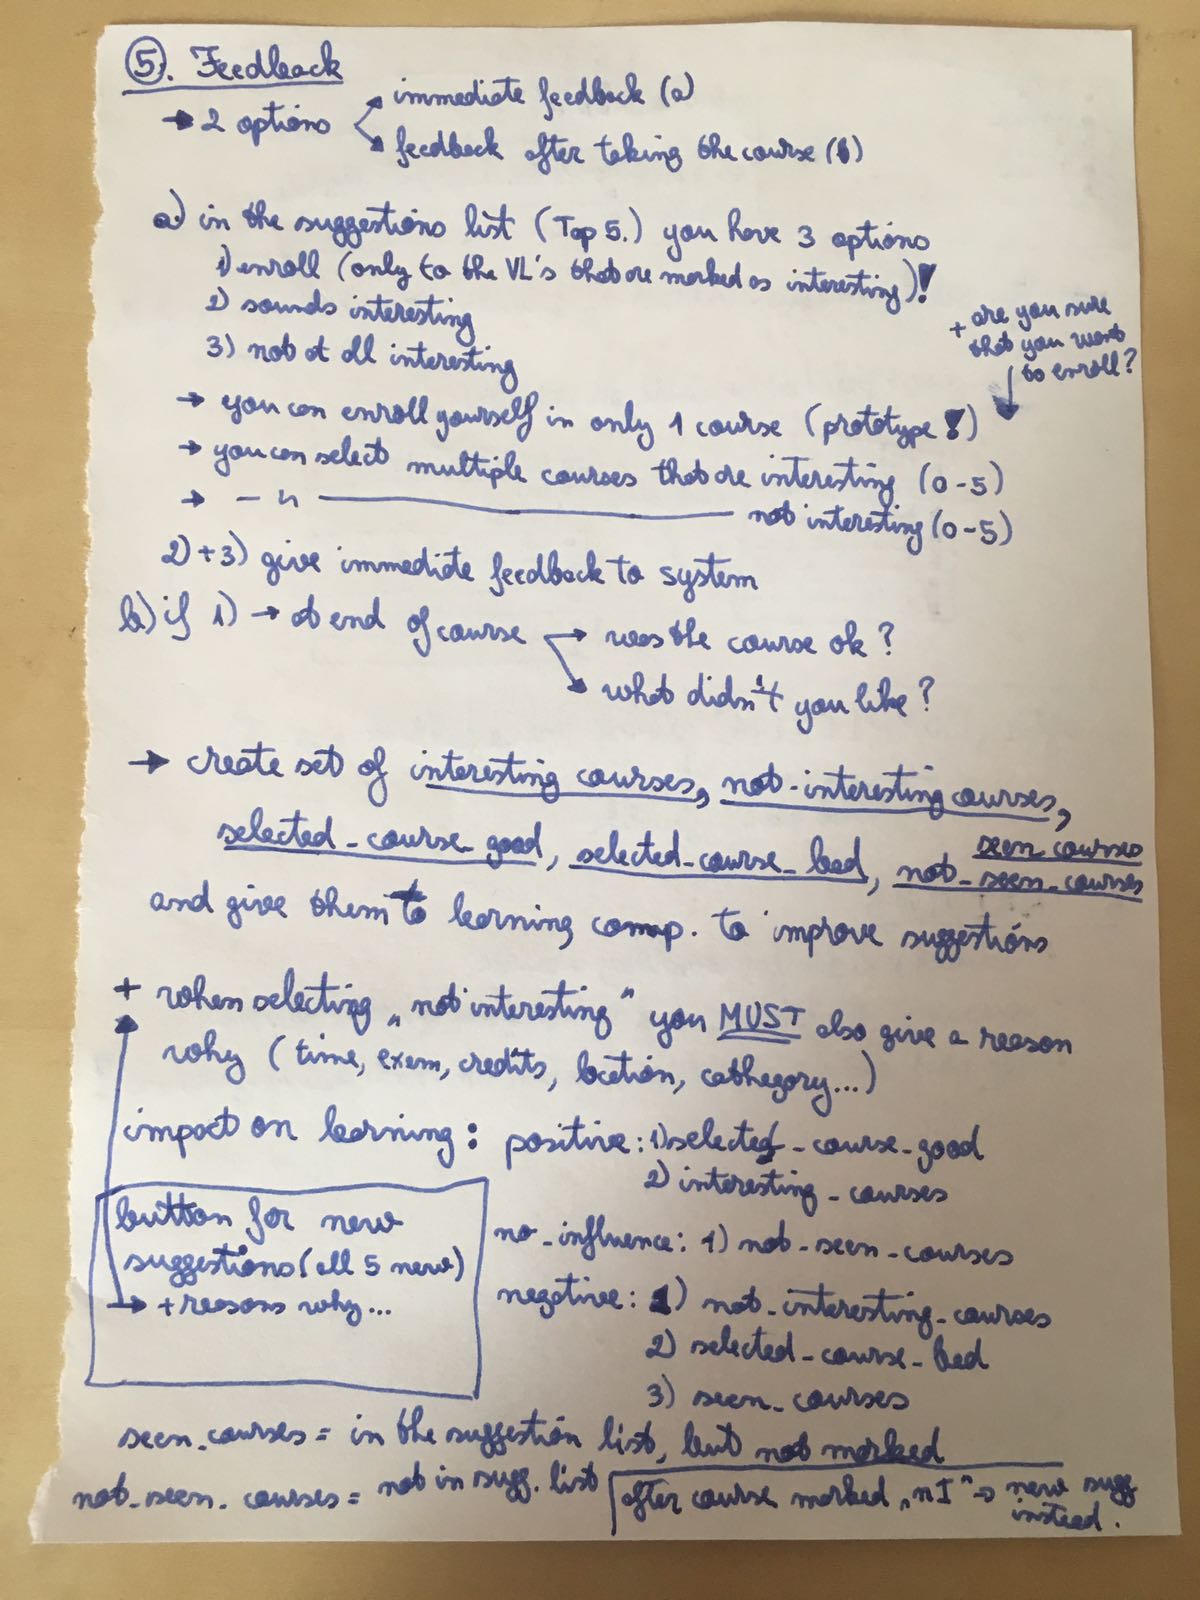 5. Feedback
→ 2 options
immediate feedback (a)
feedback after taking the course (b)
a) in the suggestions list (Top 5.) you have 3 options
1) enroll (only to the VL's that are marked as interesting)!
2) sounds interesting
3) not at all interesting
+ are you sure
that you want
to enroll?
→ you can enroll yourself in only 1 course (prototype!)
→ you can select multiple courses that are interesting (0-5)
→ — " — not interesting (0-5)
2) + 3) give immediate feedback to system
b) if 1) → at end of course → was the course ok?
what didn't you like?
→ create set of interesting courses, not-interesting courses,
selected_course_good, selected_course_bad, not_seen_courses
seen courses
and give them to learning comp. to improve suggestions
+ when selecting „not interesting" you MUST also give a reason
why (time, exam, credits, location, cathegory...)
impact on learning: positive: 1) selected_course_good
2) interesting_courses
no_influence: 1) not_seen_courses
negative: 1) not_interesting_courses
2) selected_course_bad
3) seen_courses
button for new
suggestions (all 5 new)
→ + reasons why...
seen_courses = in the suggestion list, but not marked
not_seen_courses = not in sugg. list
after course marked „nI" → new sugg
instead.